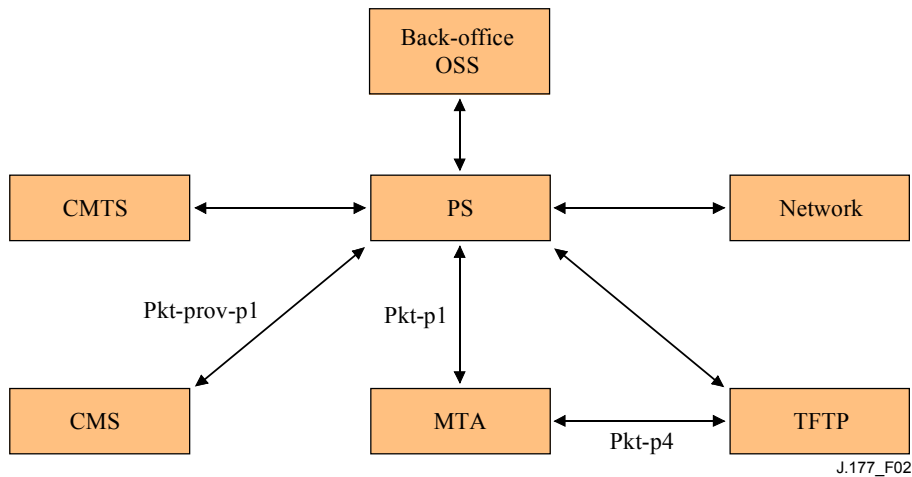 Back-office
OSS
CMTS
PS
Network
Pkt-prov-p1
Pkt-p1
CMS
MTA
Pkt-p4
TFTP
J.177_F02